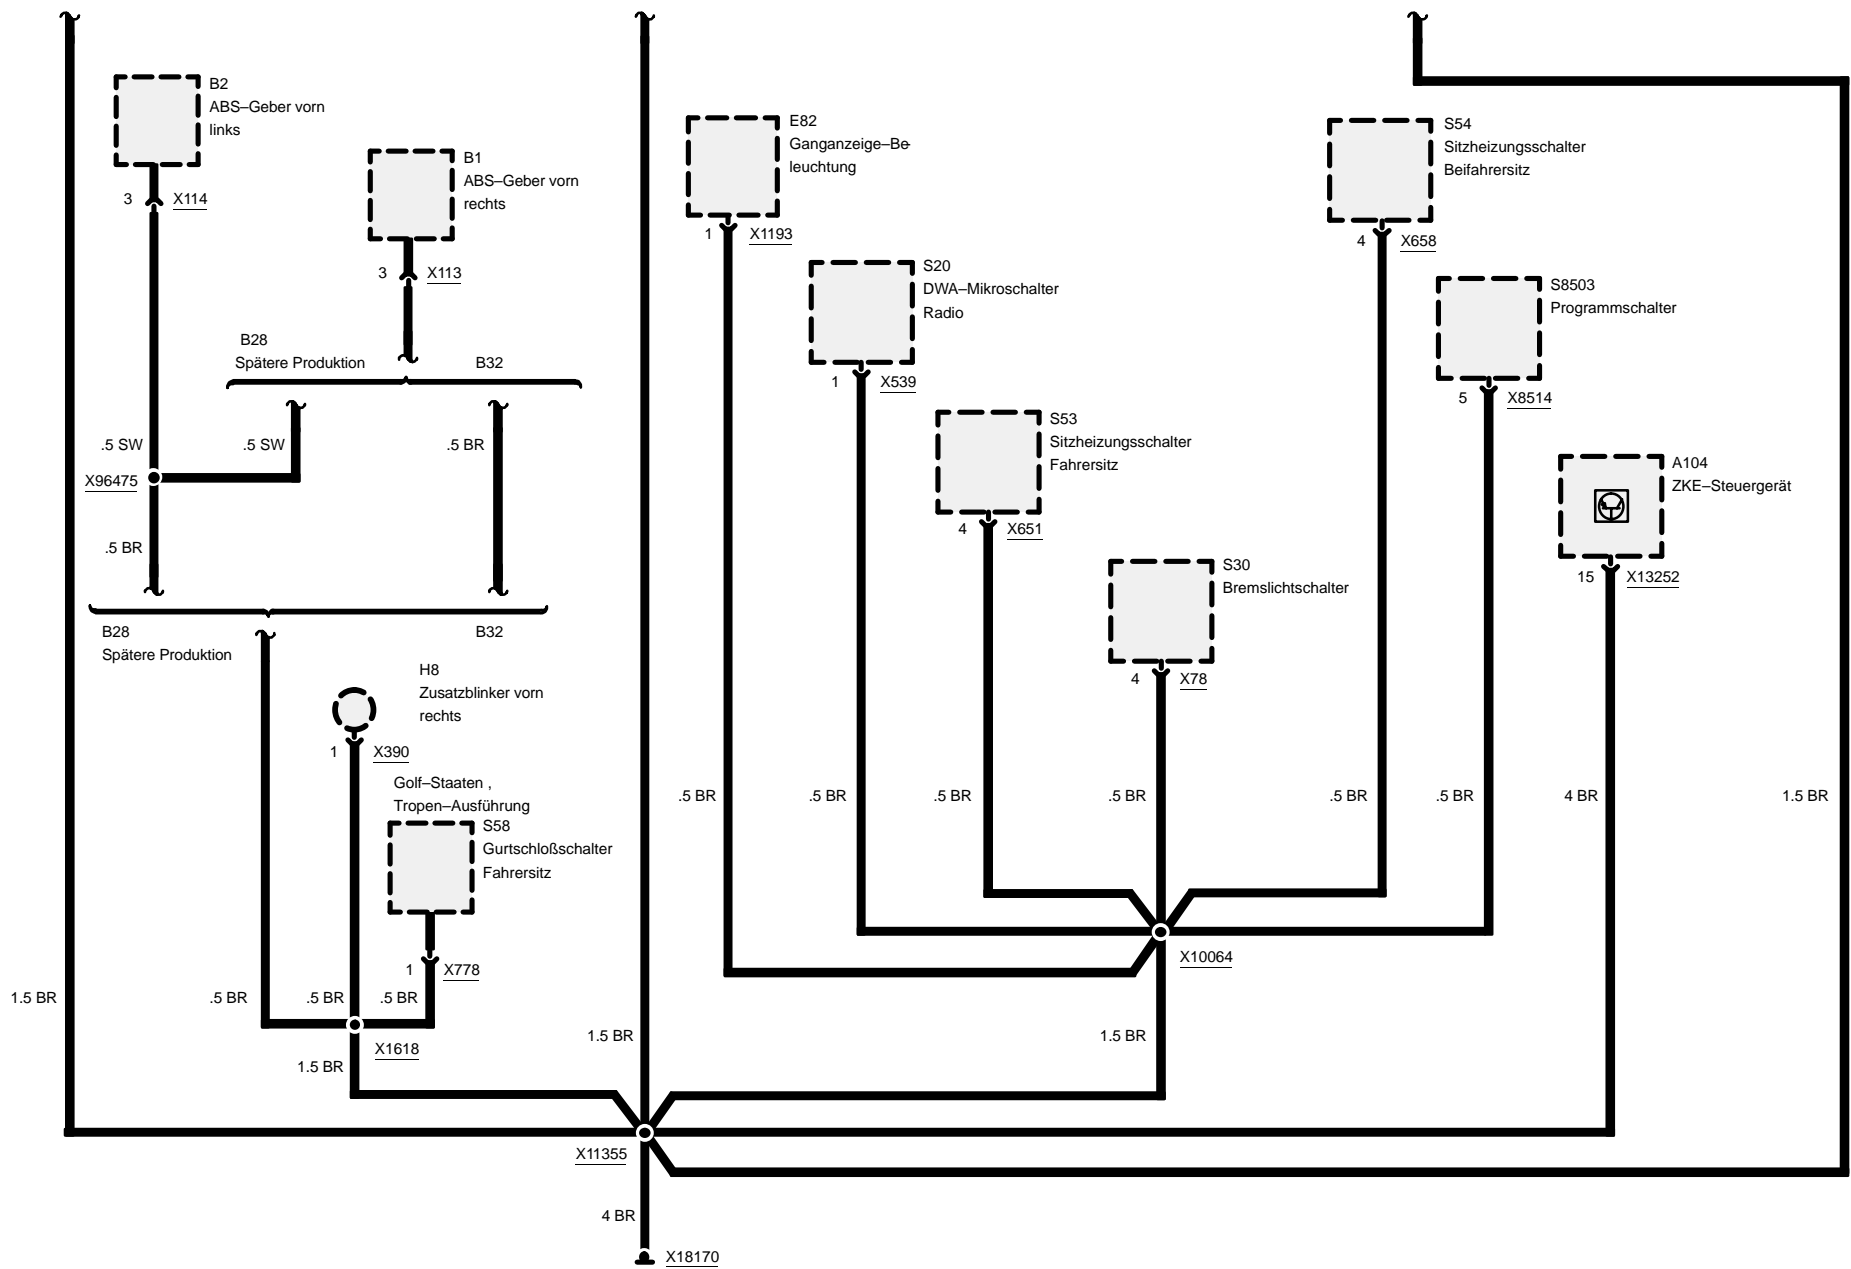 B2
ABS–Geber vorn
links
3
X114
B1
ABS–Geber vorn
rechts
3
X113
B28
Spätere Produktion
B32
.5 SW
.5 SW
.5 BR
X96475
.5 BR
B28
Spätere Produktion
B32
H8
Zusatzblinker vorn
rechts
1
X390
Golf–Staaten ,
Tropen–Ausführung
S58
Gurtschloßschalter
Fahrersitz
1
X778
1.5 BR
.5 BR
.5 BR
.5 BR
X1618
1.5 BR
E82
Ganganzeige–Be-
leuchtung
1
X1193
S20
DWA–Mikroschalter
Radio
1
X539
S53
Sitzheizungsschalter
Fahrersitz
4
X651
S30
Bremslichtschalter
4
X78
S54
Sitzheizungsschalter
Beifahrersitz
4
X658
S8503
Programmschalter
5
X8514
A104
ZKE–Steuergerät
15
X13252
.5 BR
.5 BR
.5 BR
.5 BR
.5 BR
.5 BR
4 BR
1.5 BR
X10064
1.5 BR
1.5 BR
X11355
4 BR
X18170